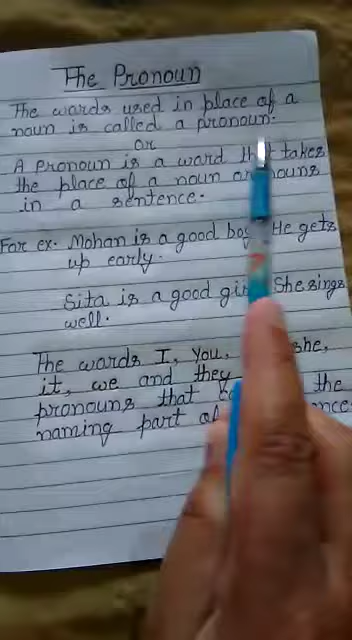 The Pronoun
The words used in place of a
noun is called a pronoun.
or
A Pronoun is a word that takes
the place of a noun or nouns
in a sentence.
For ex. Mohan is a good boy. He gets
up early.
Sita is a good girl. She sings
well.
The words I, you, she,
it, we and they the
pronouns that
naming part of